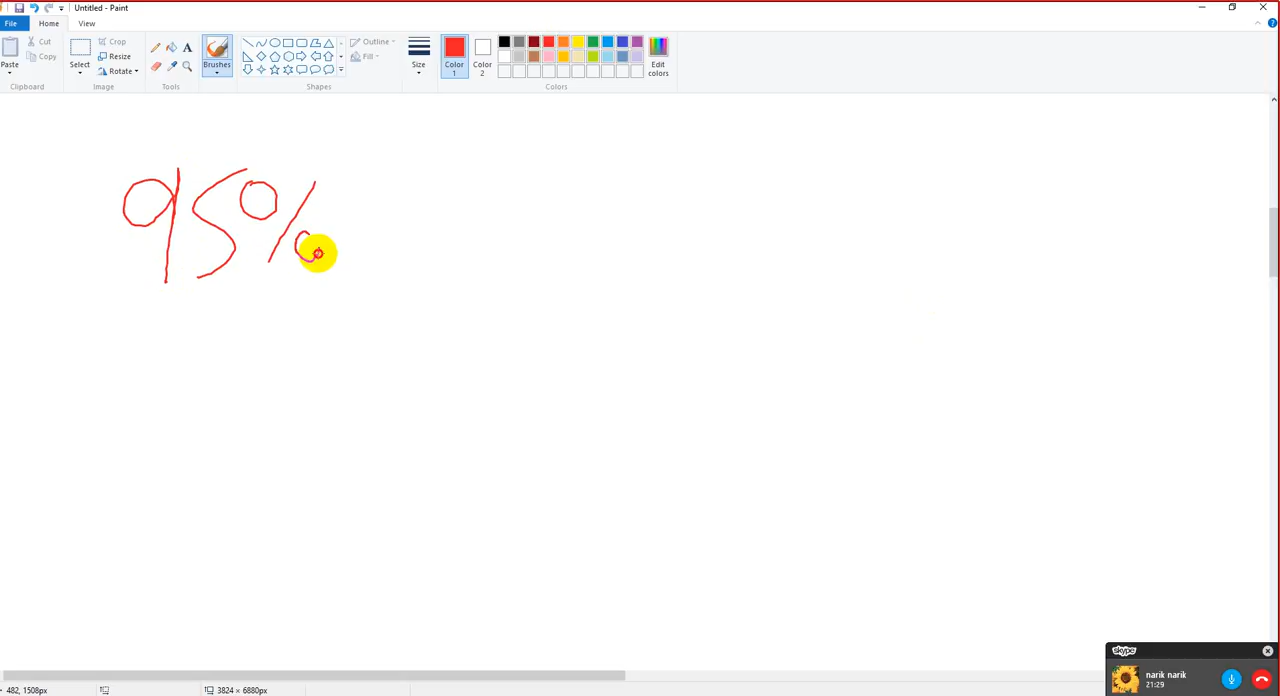 Untitled - Paint
File Home View
Paste
Cut
Copy
Clipboard
Select
Crop
Resize
Rotate
Image
A
Tools
Brushes
Shapes
Outline
Fill
Size
Color 1
Color 2
Edit colors
Colors
95%
skype
narik narik
21:29
482, 1508px
3824 × 6880px